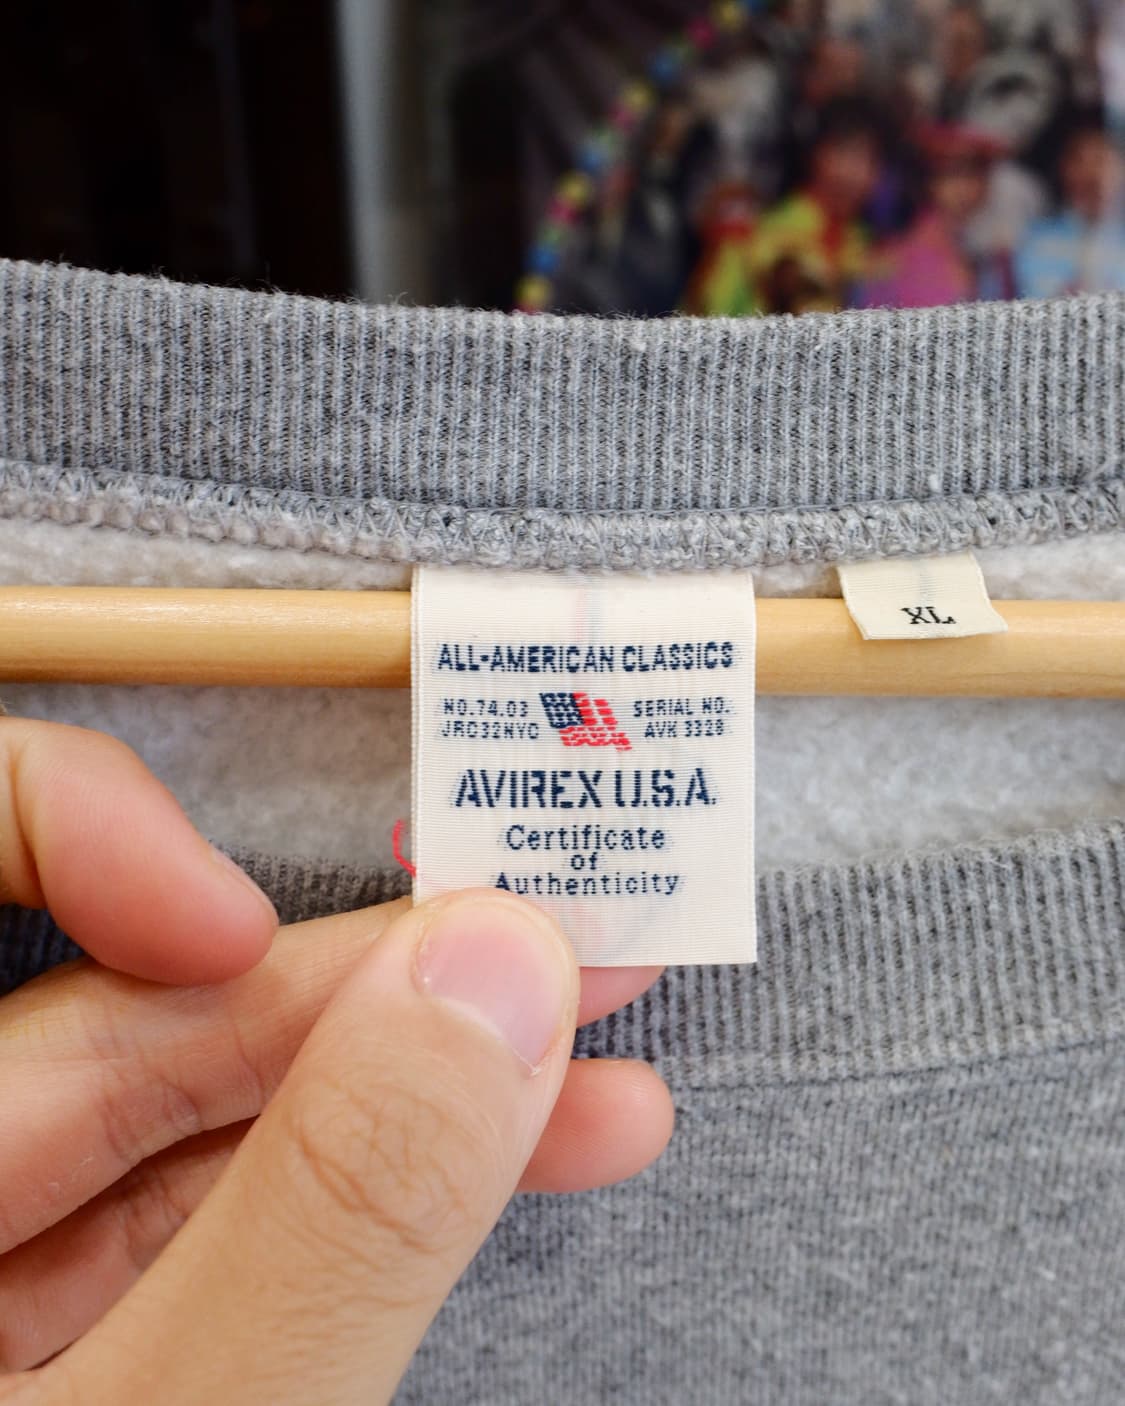 ALL-AMERICAN CLASSICS
NO.74.03
JRC32NYC
SERIAL NO.
AVK 3328
AVIREX U.S.A.
Certificate
of
Authenticity
XL